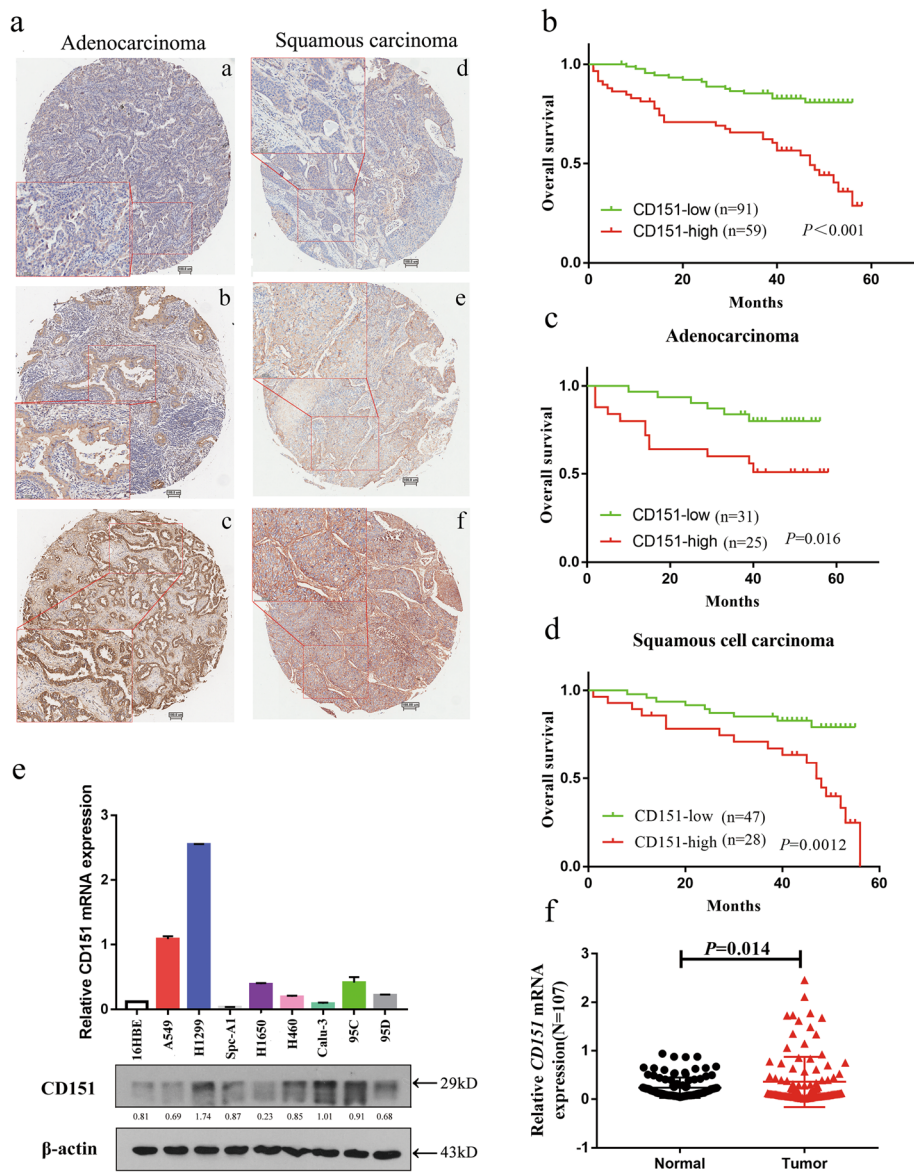 a
Adenocarcinoma
Squamous carcinoma
a
d
b
e
c
f
b
Overall survival
1.0
0.5
0.0
CD151-low (n=91)
CD151-high (n=59)
P<0.001
0 20 40 60
Months
c
Adenocarcinoma
Overall survival
1.0
0.5
0.0
CD151-low (n=31)
CD151-high (n=25)
P=0.016
0 20 40 60
Months
d
Squamous cell carcinoma
Overall survival
1.0
0.5
0.0
CD151-low (n=47)
CD151-high (n=28)
P=0.0012
0 20 40 60
Months
e
Relative CD151 mRNA expression
3
2
1
0
16HBE A549 H1299 Spc-A1 H1650 H460 Calu-3 95C 95D
CD151
29kD
0.81 0.69 1.74 0.87 0.23 0.85 1.01 0.91 0.68
β-actin
43kD
f
Relative CD151 mRNA
expression(N=107)
P=0.014
3
2
1
0
-1
Normal Tumor